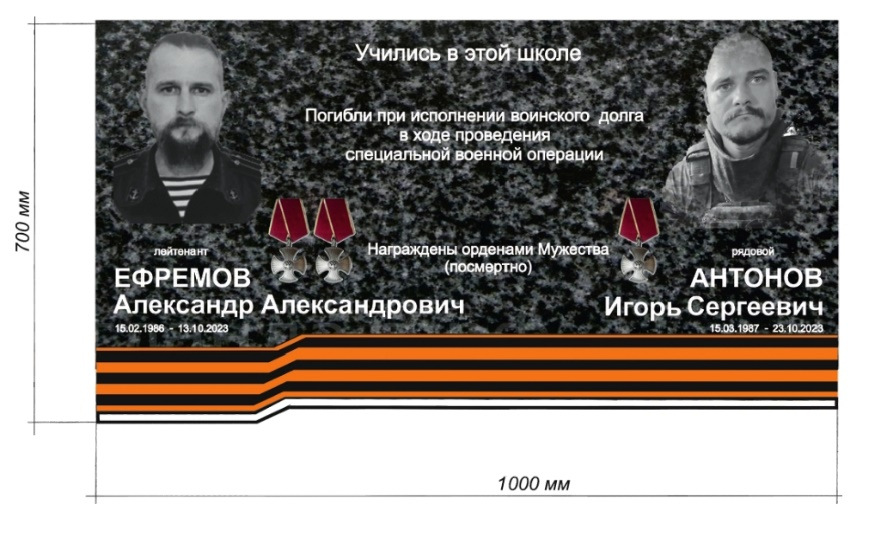 Учились в этой школе
Погибли при исполнении воинского долга
в ходе проведения
специальной военной операции
Награждены орденами Мужества
(посмертно)
лейтенант
ЕФРЕМОВ
Александр Александрович
15.02.1986 - 13.10.2023
рядовой
АНТОНОВ
Игорь Сергеевич
15.03.1987 - 23.10.2023
700 мм
1000 мм